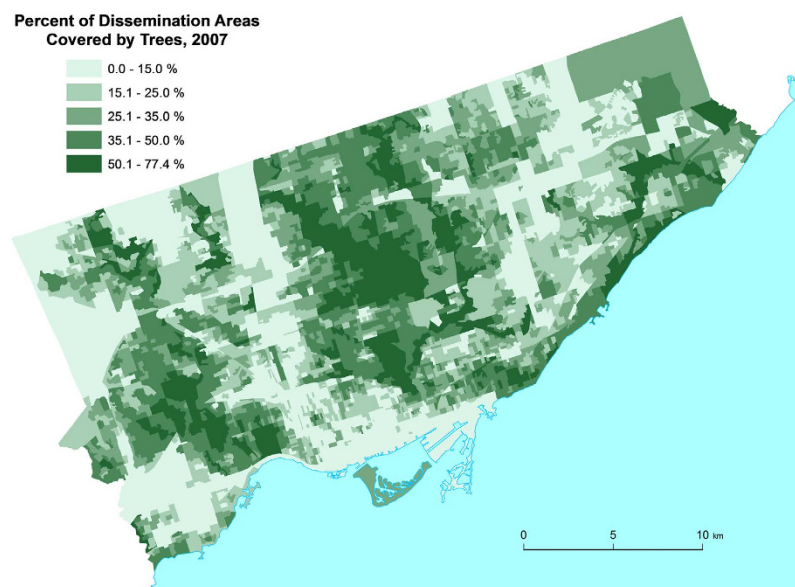 Percent of Dissemination Areas
Covered by Trees, 2007
0.0 - 15.0 %
15.1 - 25.0 %
25.1 - 35.0 %
35.1 - 50.0 %
50.1 - 77.4 %
0 5 10 km